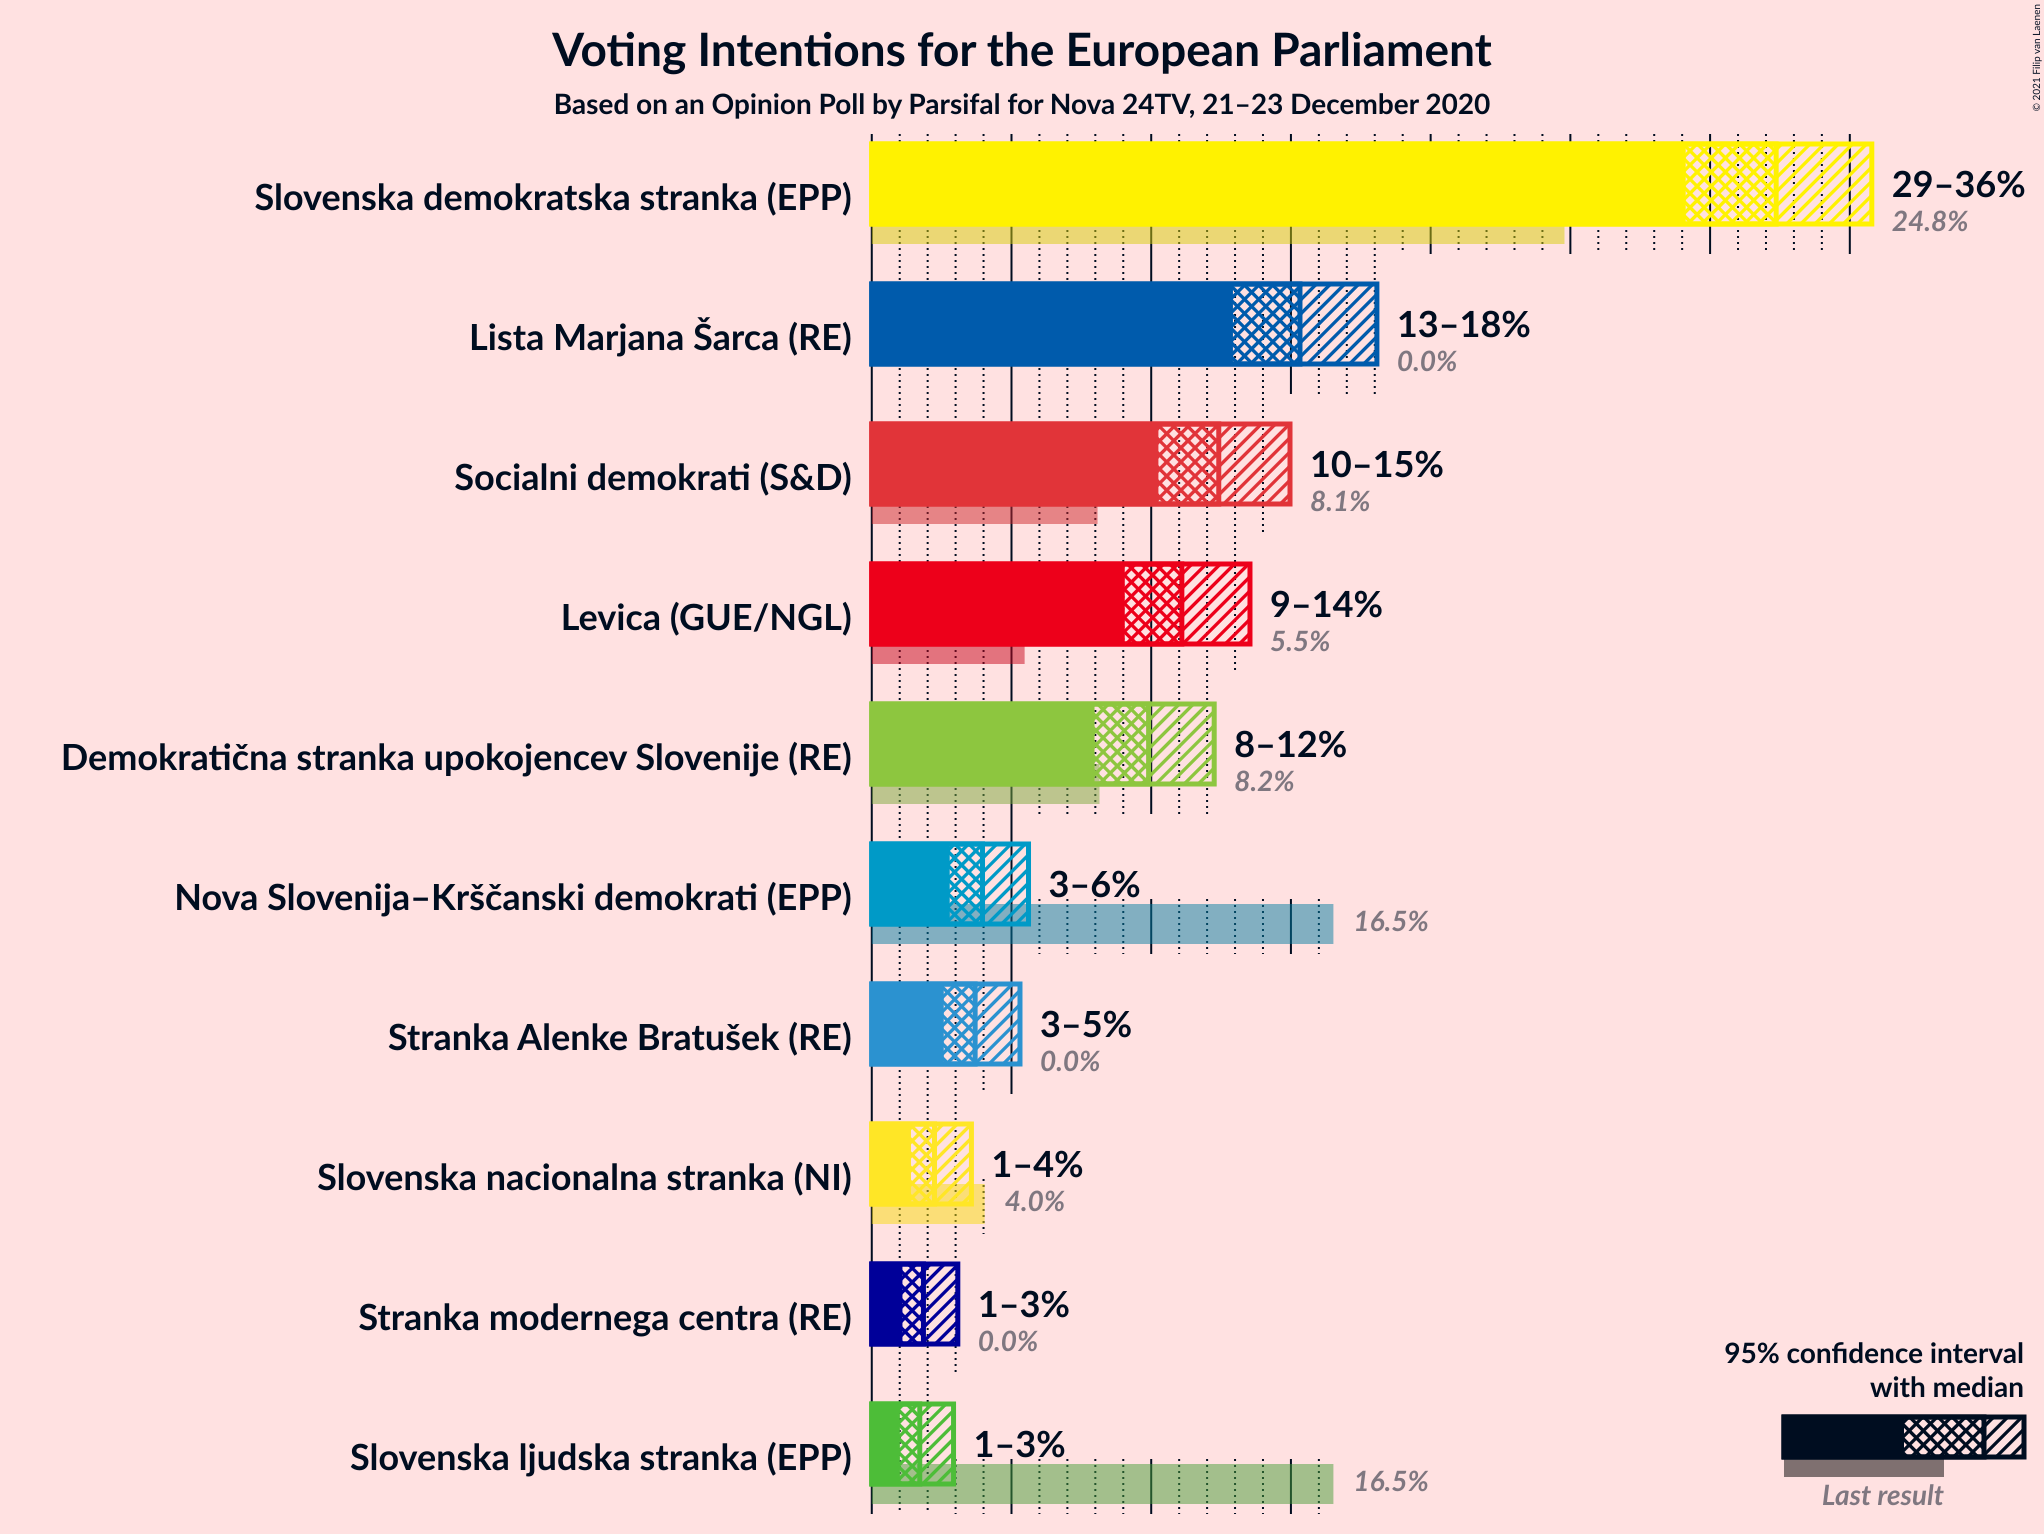 Voting Intentions for the European Parliament
Based on an Opinion Poll by Parsifal for Nova 24TV, 21–23 December 2020
© 2021 Filip van Laenen
Slovenska demokratska stranka (EPP)
29–36%
24.8%
Lista Marjana Šarca (RE)
13–18%
0.0%
Socialni demokrati (S&D)
10–15%
8.1%
Levica (GUE/NGL)
9–14%
5.5%
Demokratična stranka upokojencev Slovenije (RE)
8–12%
8.2%
Nova Slovenija–Krščanski demokrati (EPP)
3–6%
16.5%
Stranka Alenke Bratušek (RE)
3–5%
0.0%
Slovenska nacionalna stranka (NI)
1–4%
4.0%
Stranka modernega centra (RE)
1–3%
0.0%
Slovenska ljudska stranka (EPP)
1–3%
16.5%
95% confidence interval
with median
Last result